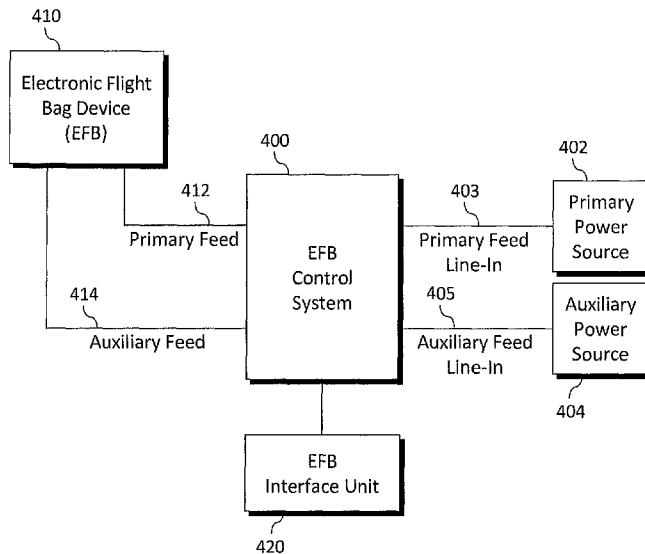 410
Electronic Flight
Bag Device
(EFB)
400
402
412
403
Primary
Power
Source
Primary Feed
EFB
Control
System
Primary Feed
Line-In
414
405
Auxiliary
Power
Source
Auxiliary Feed
Auxiliary Feed
Line-In
404
EFB
Interface Unit
420